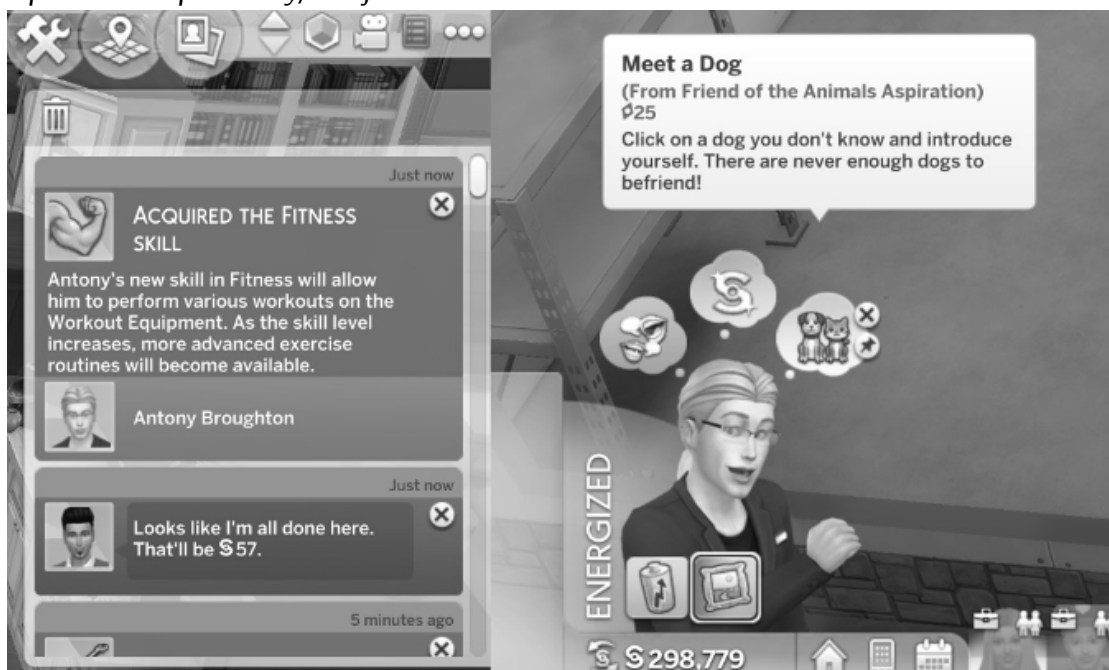 Just now
ACQUIRED THE FITNESS
SKILL
Antony's new skill in Fitness will allow
him to perform various workouts on the
Workout Equipment. As the skill level
increases, more advanced exercise
routines will become available.
Antony Broughton
Just now
Looks like I'm all done here.
That'll be §57.
5 minutes ago
Meet a Dog
(From Friend of the Animals Aspiration)
25
Click on a dog you don't know and introduce
yourself. There are never enough dogs to
befriend!
ENERGIZED
§298,779